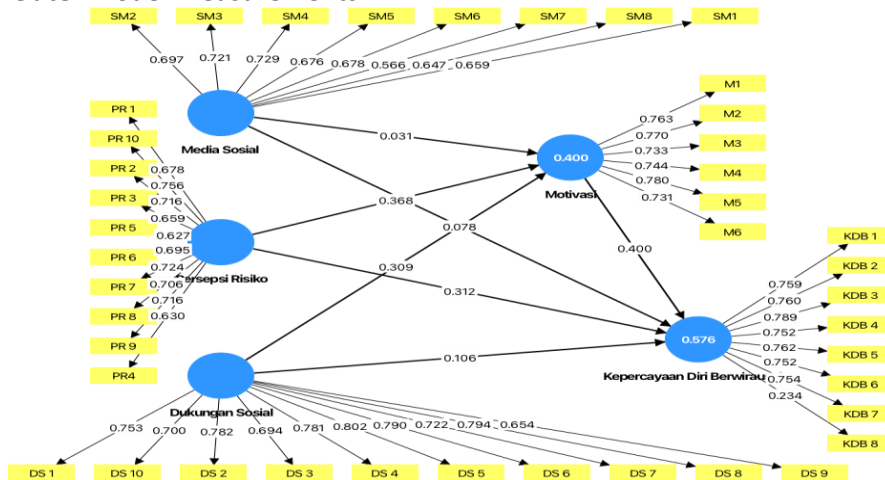 SM2 SM3 SM4 SM5 SM6 SM7 SM8 SM1
0.697 0.721 0.729 0.676 0.678 0.566 0.647 0.659
Media Sosial
PR 1
PR 10
PR 2
PR 3
PR 5
PR 6
PR 7
PR 8
PR 9
PR4
0.678
0.756
0.716
0.659
0.627
0.695
0.724
0.706
0.716
0.630
ersepsi Risiko
0.031
0.368
0.078
0.309
0.312
0.106
0.400
0.400
Motivasi
M1
M2
M3
M4
M5
M6
0.763
0.770
0.733
0.744
0.780
0.731
0.576
Kepercayaan Diri Berwirau
KDB 1
KDB 2
KDB 3
KDB 4
KDB 5
KDB 6
KDB 7
KDB 8
0.759
0.760
0.789
0.752
0.762
0.752
0.754
0.234
Dukungan Sosial
0.753 0.700 0.782 0.694 0.781 0.802 0.790 0.722 0.794 0.654
DS 1 DS 10 DS 2 DS 3 DS 4 DS 5 DS 6 DS 7 DS 8 DS 9